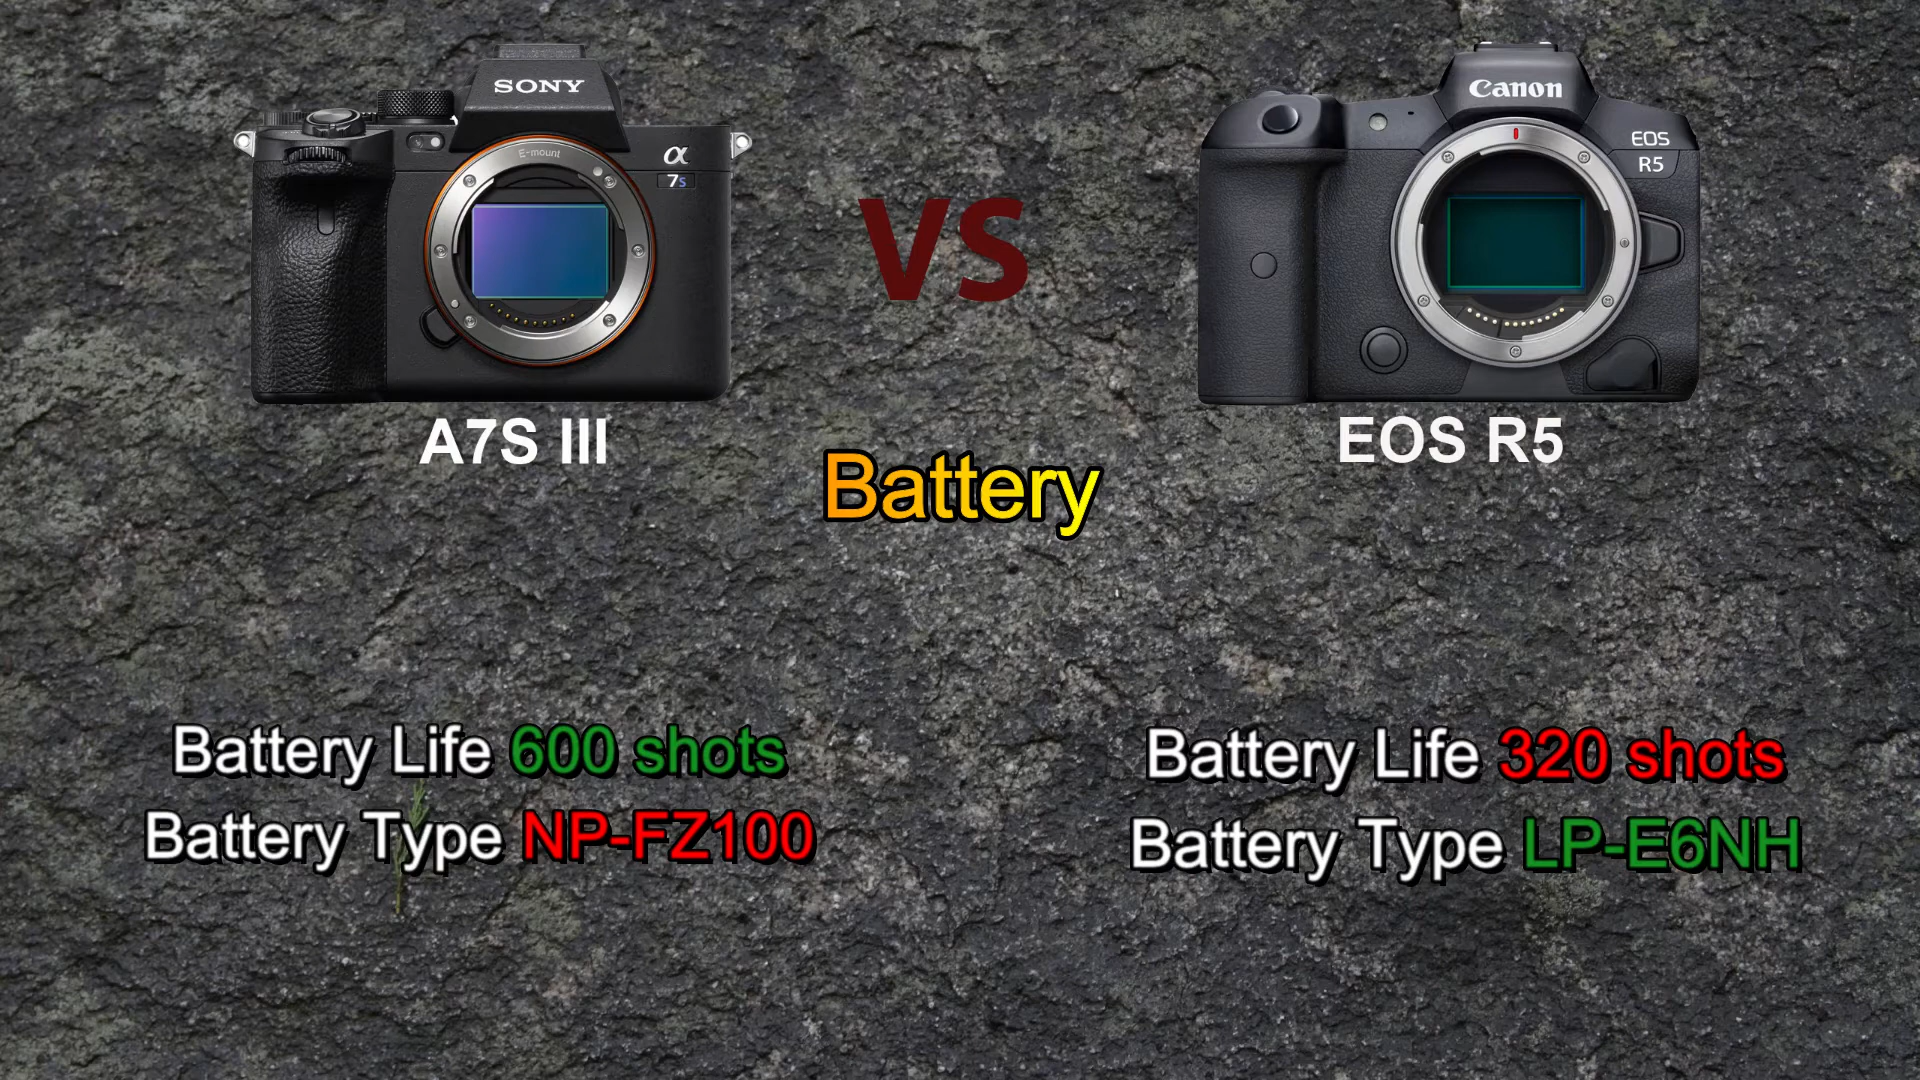 SONY
E-mount
α
7s
A7S III
VS
Canon
EOS
R5
EOS R5
Battery
Battery Life 600 shots
Battery Type NP-FZ100
Battery Life 320 shots
Battery Type LP-E6NH